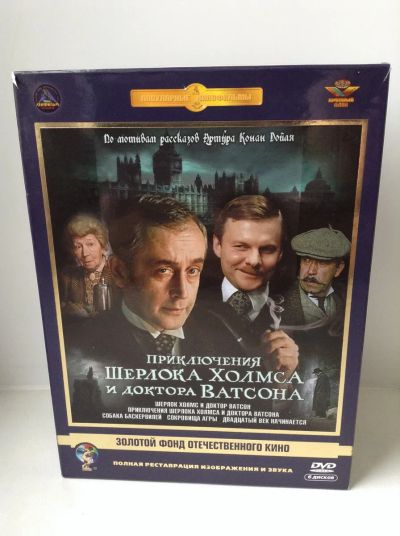 ПОПУЛЯРНЫЕ КИНОФИЛЬМЫ
По мотивам рассказов Артура Конан Дойля
ПРИКЛЮЧЕНИЯ
ШЕРЛОКА ХОЛМСА
И ДОКТОРА ВАТСОНА
ШЕРЛОК ХОЛМС И ДОКТОР ВАТСОН
ПРИКЛЮЧЕНИЯ ШЕРЛОКА ХОЛМСА И ДОКТОРА ВАТСОНА
СОБАКА БАСКЕРВИЛЕЙ СОКРОВИЩА АГРЫ ДВАДЦАТЫЙ ВЕК НАЧИНАЕТСЯ
ЗОЛОТОЙ ФОНД ОТЕЧЕСТВЕННОГО КИНО
ПОЛНАЯ РЕСТАВРАЦИЯ ИЗОБРАЖЕНИЯ И ЗВУКА
DVD
6 дисков